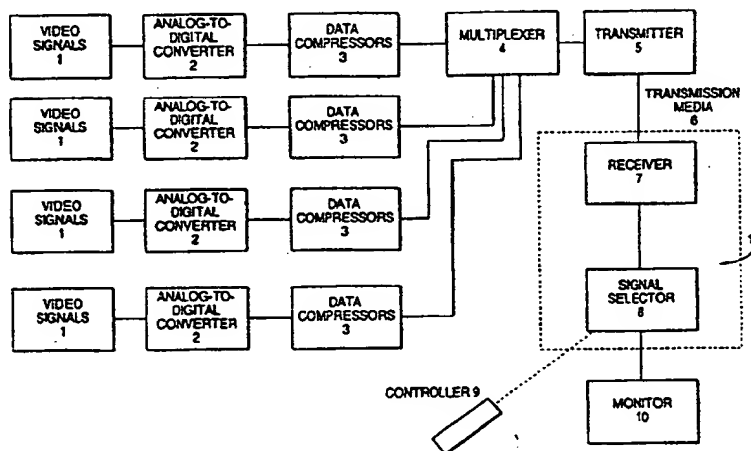 VIDEO
SIGNALS
1
ANALOG-TO-
DIGITAL
CONVERTER
2
DATA
COMPRESSORS
3
MULTIPLEXER
4
TRANSMITTER
5
TRANSMISSION
MEDIA
6
VIDEO
SIGNALS
1
ANALOG-TO-
DIGITAL
CONVERTER
2
DATA
COMPRESSORS
3
RECEIVER
7
VIDEO
SIGNALS
1
ANALOG-TO-
DIGITAL
CONVERTER
2
DATA
COMPRESSORS
3
SIGNAL
SELECTOR
8
VIDEO
SIGNALS
1
ANALOG-TO-
DIGITAL
CONVERTER
2
DATA
COMPRESSORS
3
CONTROLLER 9
MONITOR
10